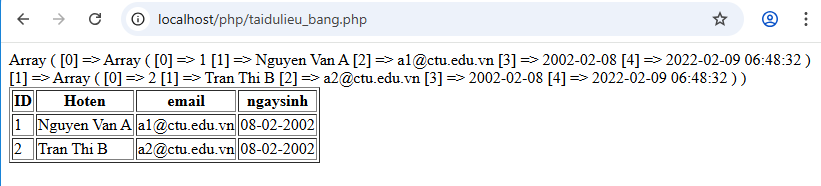 localhost/php/taidulieu_bang.php
Array ( [0] => Array ( [0] => 1 [1] => Nguyen Van A [2] => a1@ctu.edu.vn [3] => 2002-02-08 [4] => 2022-02-09 06:48:32 )
[1] => Array ( [0] => 2 [1] => Tran Thi B [2] => a2@ctu.edu.vn [3] => 2002-02-08 [4] => 2022-02-09 06:48:32 ) )
ID Hoten email ngaysinh
1 Nguyen Van A a1@ctu.edu.vn 08-02-2002
2 Tran Thi B a2@ctu.edu.vn 08-02-2002